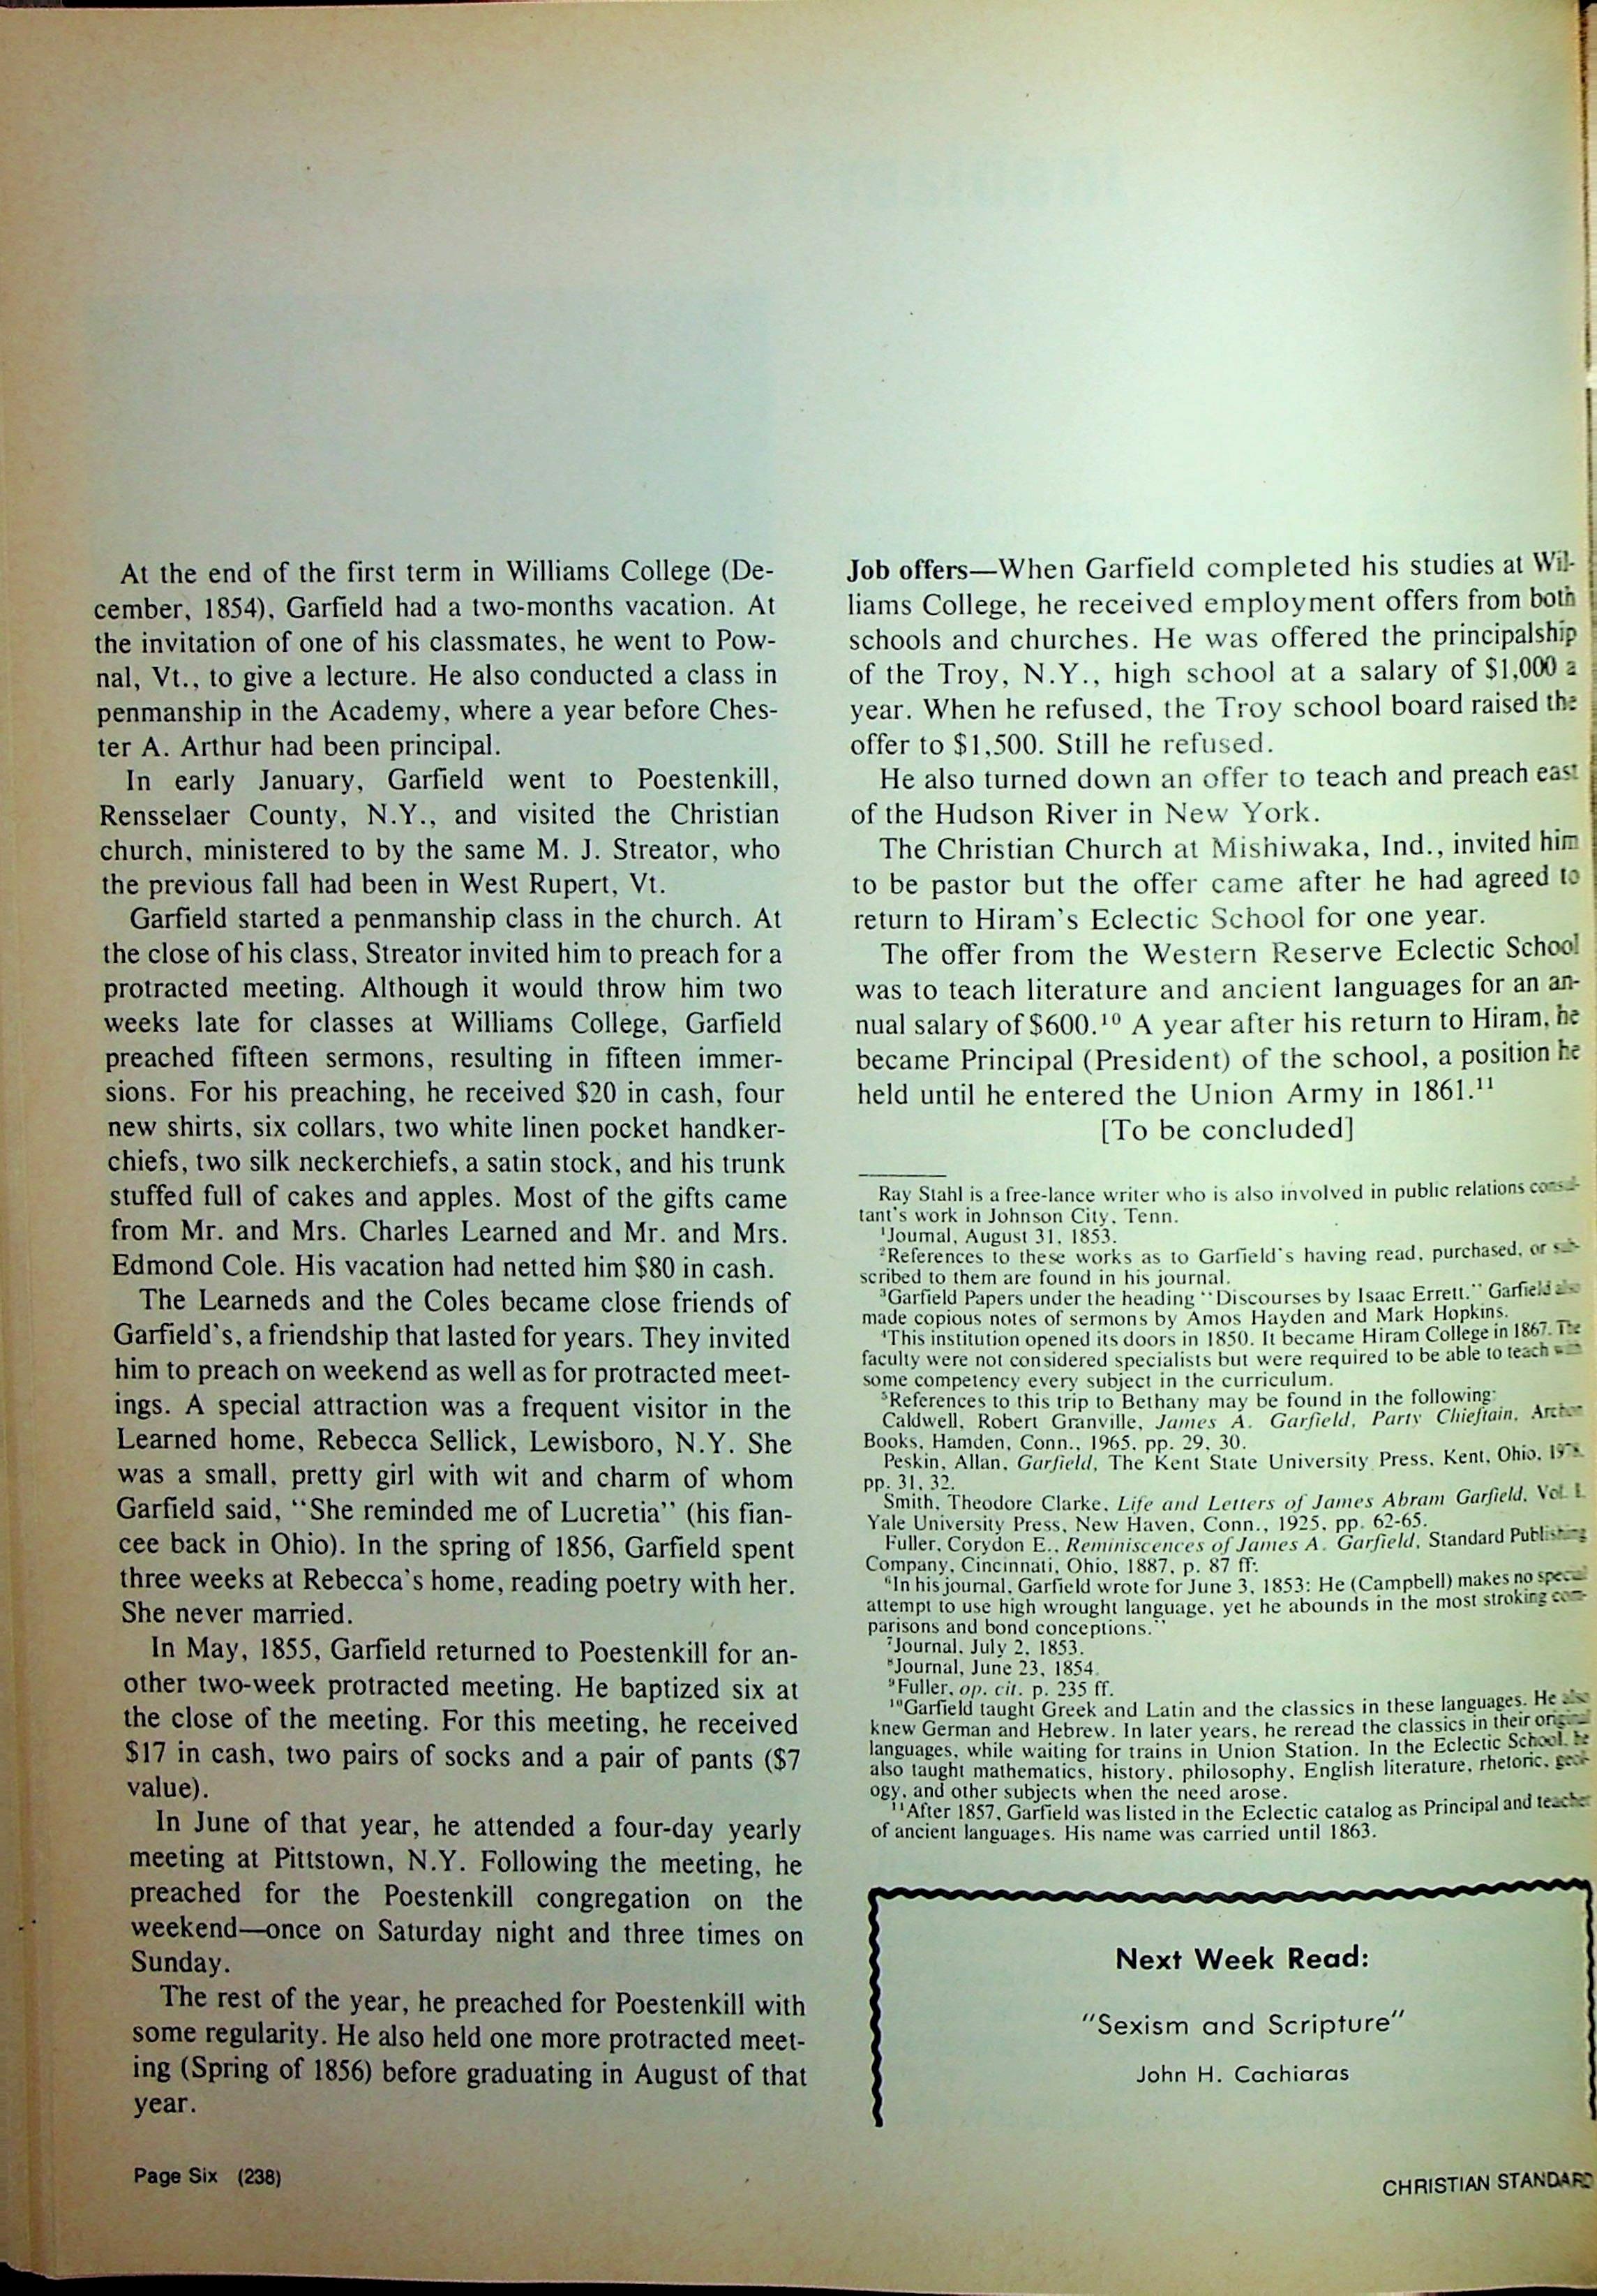 At the end of the first term in Williams College (De-
cember, 1854), Garfield had a two-months vacation. At
the invitation of one of his classmates, he went to Pow-
nal, Vt., to give a lecture. He also conducted a class in
penmanship in the Academy, where a year before Ches-
ter A. Arthur had been principal.
In early January, Garfield went to Poestenkill,
Rensselaer County, N.Y., and visited the Christian
church, ministered to by the same M. J. Streator, who
the previous fall had been in West Rupert, Vt.
Garfield started a penmanship class in the church. At
the close of his class, Streator invited him to preach for a
protracted meeting. Although it would throw him two
weeks late for classes at Williams College, Garfield
preached fifteen sermons, resulting in fifteen immer-
sions. For his preaching, he received $20 in cash, four
new shirts, six collars, two white linen pocket handker-
chiefs, two silk neckerchiefs, a satin stock, and his trunk
stuffed full of cakes and apples. Most of the gifts came
from Mr. and Mrs. Charles Learned and Mr. and Mrs.
Edmond Cole. His vacation had netted him $80 in cash.
The Learneds and the Coles became close friends of
Garfield's, a friendship that lasted for years. They invited
him to preach on weekend as well as for protracted meet-
ings. A special attraction was a frequent visitor in the
Learned home, Rebecca Sellick, Lewisboro, N.Y. She
was a small, pretty girl with wit and charm of whom
Garfield said, "She reminded me of Lucretia" (his fian-
cee back in Ohio). In the spring of 1856, Garfield spent
three weeks at Rebecca's home, reading poetry with her.
She never married.
In May, 1855, Garfield returned to Poestenkill for an-
other two-week protracted meeting. He baptized six at
the close of the meeting. For this meeting, he received
$17 in cash, two pairs of socks and a pair of pants ($7
value).
In June of that year, he attended a four-day yearly
meeting at Pittstown, N.Y. Following the meeting, he
preached for the Poestenkill congregation on the
weekend—once on Saturday night and three times on
Sunday.
The rest of the year, he preached for Poestenkill with
some regularity. He also held one more protracted meet-
ing (Spring of 1856) before graduating in August of that
year.
Job offers—When Garfield completed his studies at Wil-
liams College, he received employment offers from both
schools and churches. He was offered the principalship
of the Troy, N.Y., high school at a salary of $1,000 a
year. When he refused, the Troy school board raised the
offer to $1,500. Still he refused.
He also turned down an offer to teach and preach east
of the Hudson River in New York.
The Christian Church at Mishiwaka, Ind., invited him
to be pastor but the offer came after he had agreed to
return to Hiram's Eclectic School for one year.
The offer from the Western Reserve Eclectic School
was to teach literature and ancient languages for an an-
nual salary of $600.¹⁰ A year after his return to Hiram, he
became Principal (President) of the school, a position he
held until he entered the Union Army in 1861.¹¹
[To be concluded]
Ray Stahl is a free-lance writer who is also involved in public relations consul-
tant's work in Johnson City, Tenn.
¹Journal, August 31, 1853.
²References to these works as to Garfield's having read, purchased, or sub-
scribed to them are found in his journal.
³Garfield Papers under the heading "Discourses by Isaac Errett." Garfield also
made copious notes of sermons by Amos Hayden and Mark Hopkins.
⁴This institution opened its doors in 1850. It became Hiram College in 1867. The
faculty were not considered specialists but were required to be able to teach with
some competency every subject in the curriculum.
⁵References to this trip to Bethany may be found in the following:
Caldwell, Robert Granville, James A. Garfield, Party Chieftain, Archon
Books, Hamden, Conn., 1965, pp. 29, 30.
Peskin, Allan, Garfield, The Kent State University Press, Kent, Ohio,
pp. 31, 32.
Smith, Theodore Clarke, Life and Letters of James Abram Garfield, Vol. I.
Yale University Press, New Haven, Conn., 1925, pp. 62-65.
Fuller, Corydon E., Reminiscences of James A. Garfield, Standard Publishing
Company, Cincinnati, Ohio, 1887, p. 87 ff:
⁶In his journal, Garfield wrote for June 3, 1853: He (Campbell) makes no special
attempt to use high wrought language, yet he abounds in the most stroking com-
parisons and bond conceptions."
⁷Journal, July 2, 1853.
⁸Journal, June 23, 1854.
⁹Fuller, op. cit. p. 235 ff.
¹⁰Garfield taught Greek and Latin and the classics in these languages. He also
knew German and Hebrew. In later years, he reread the classics in their original
languages, while waiting for trains in Union Station. In the Eclectic School, he
also taught mathematics, history, philosophy, English literature, rhetoric, geol-
ogy, and other subjects when the need arose.
¹¹After 1857, Garfield was listed in the Eclectic catalog as Principal and teacher
of ancient languages. His name was carried until 1863.
Next Week Read:
"Sexism and Scripture"
John H. Cachiaras
Page Six (238)
CHRISTIAN STANDARD